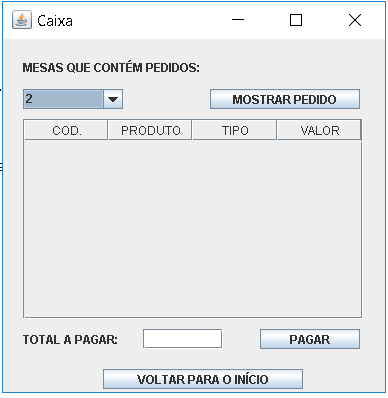 Caixa
MESAS QUE CONTÉM PEDIDOS:
2 MOSTRAR PEDIDO
COD. PRODUTO TIPO VALOR
TOTAL A PAGAR: PAGAR
VOLTAR PARA O INÍCIO